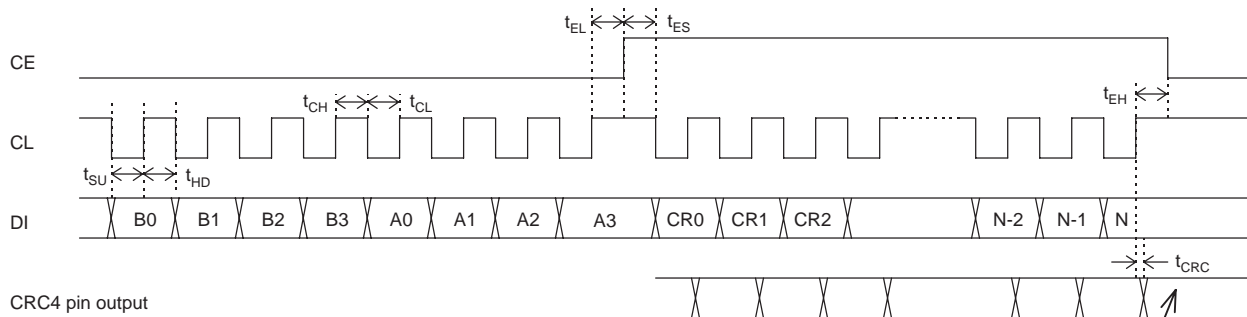 tEL tES
CE
tCH tCL tEH
CL
tSU tHD
DI B0 B1 B2 B3 A0 A1 A2 A3 CR0 CR1 CR2 N-2 N-1 N
tCRC
CRC4 pin output